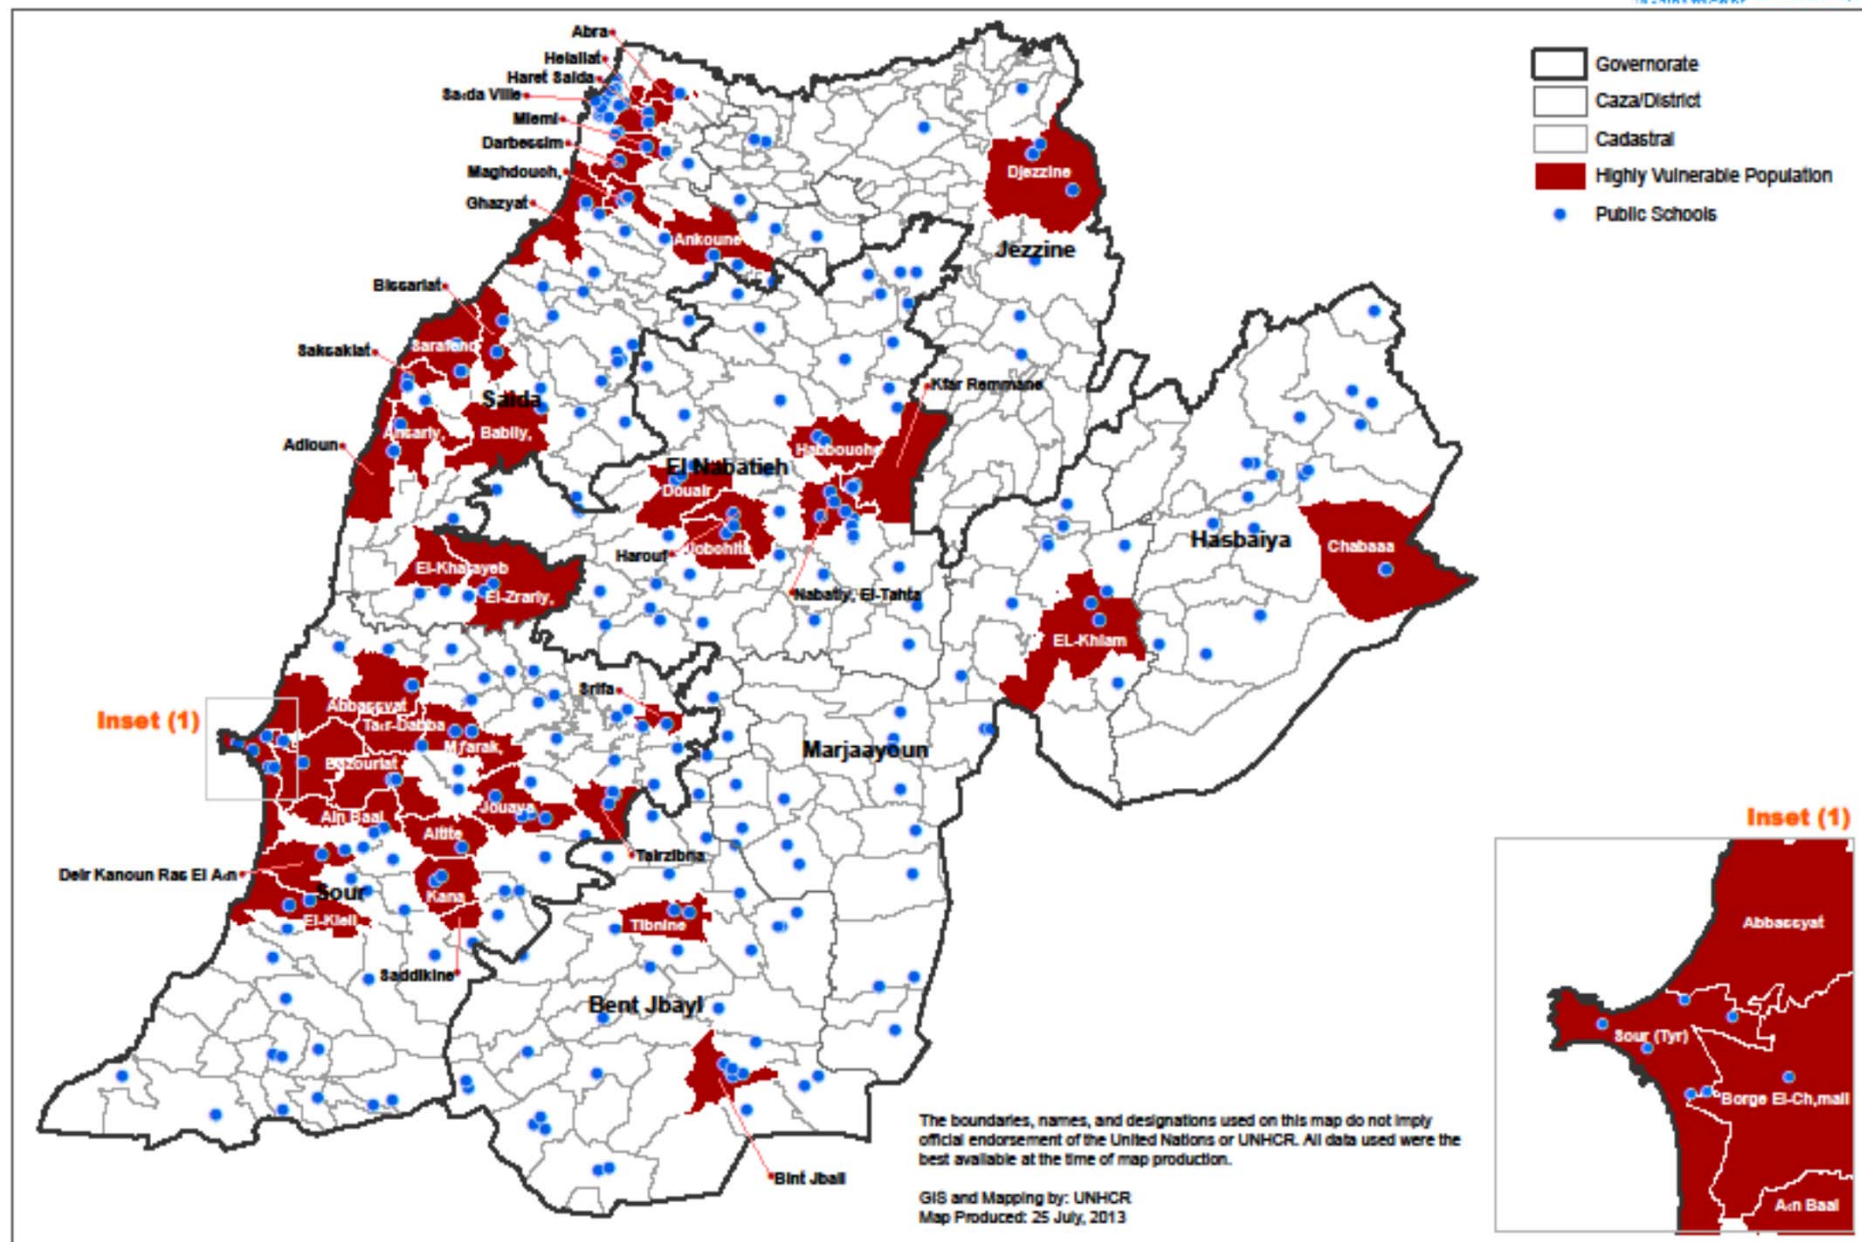 Abra
Helaliat
Haret Saida
Saıda Ville
Miemi
Darbessim
Maghdouch,
Ghazyat
Ankoune
Djezzine
Jezzine
Bissariat
Sarafand
Saksakiat
Saida
Kfar Remmane
Ansariy,
Babliy,
Adloun
Habbouche
El Nabatieh
Douair
Harouf
Jobchite
Nabatiy, El-Tahta
Hasbaiya
Chabaaa
El-Kharayeb
El-Zrariy,
EL-Khiam
Srifa
Inset (1)
Abbassyat
Taır-Dabba
Mƒarak,
Marjaayoun
Bazouriat
Jouaya
Ain Baal
Aitite
Tairzibna
Deir Kanoun Ras El Aın
Sour
Kana
El-Kleil
Tibnine
Saddikine
Bent Jbayl
Bint Jbail
Governorate
Caza/District
Cadastral
Highly Vulnerable Population
Public Schools
Inset (1)
Abbassyat
Sour (Tyr)
Borge El-Ch,mali
Aın Baal
The boundaries, names, and designations used on this map do not imply
official endorsement of the United Nations or UNHCR. All data used were the
best available at the time of map production.
GIS and Mapping by: UNHCR
Map Produced: 25 July, 2013